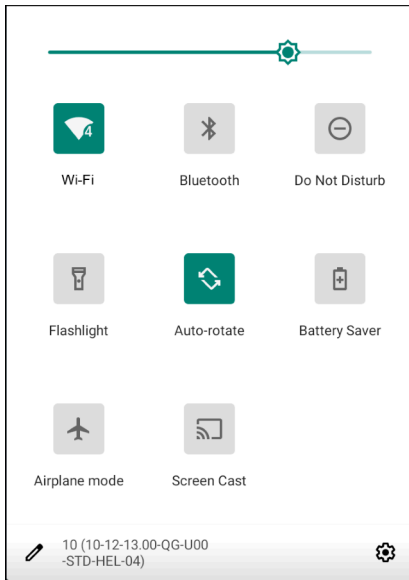 4
Wi-Fi
Bluetooth
Do Not Disturb
Flashlight
Auto-rotate
Battery Saver
Airplane mode
Screen Cast
10 (10-12-13.00-QG-U00
-STD-HEL-04)